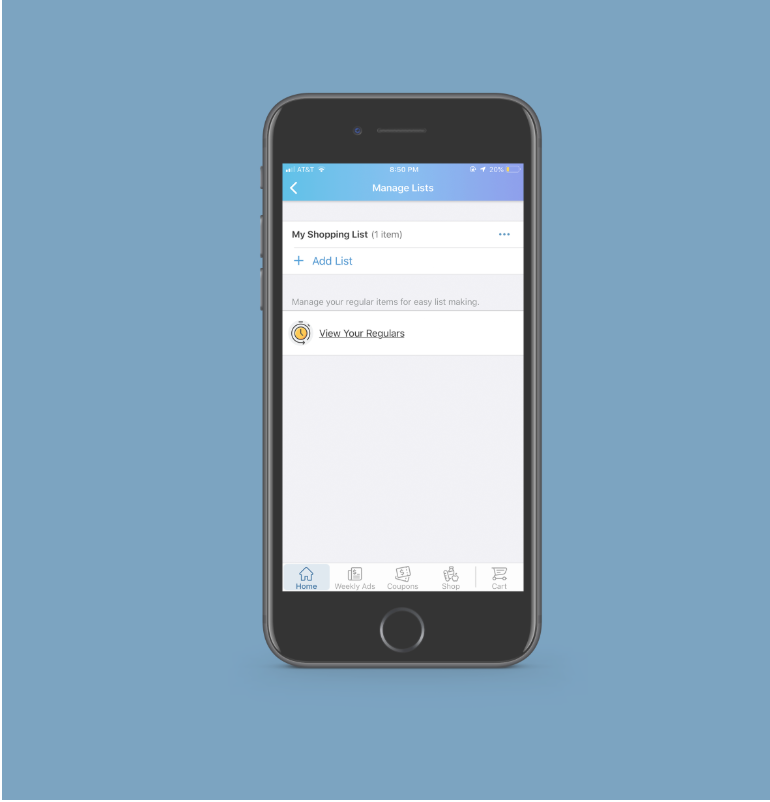 AT&T 8:50 PM 20%
Manage Lists
My Shopping List (1 item)
+ Add List
Manage your regular items for easy list making.
View Your Regulars
Home Weekly Ads Coupons Shop Cart